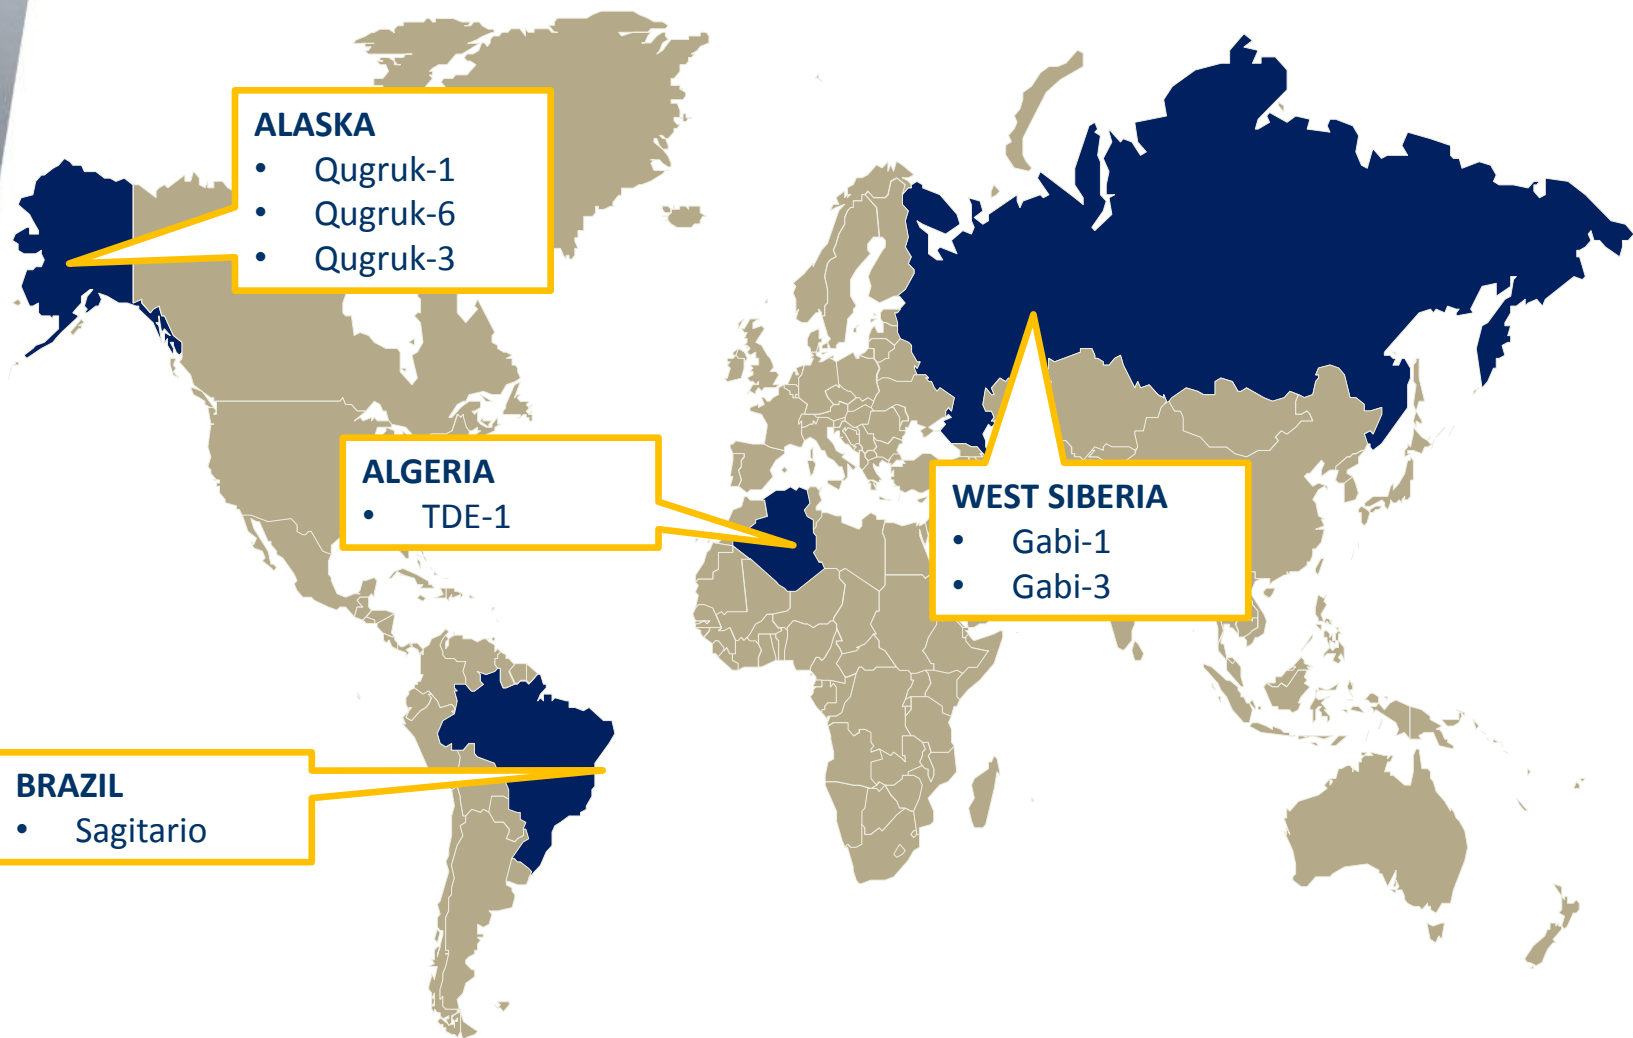 ALASKA
• Qugruk-1
• Qugruk-6
• Qugruk-3
ALGERIA
• TDE-1
WEST SIBERIA
• Gabi-1
• Gabi-3
BRAZIL
• Sagitario